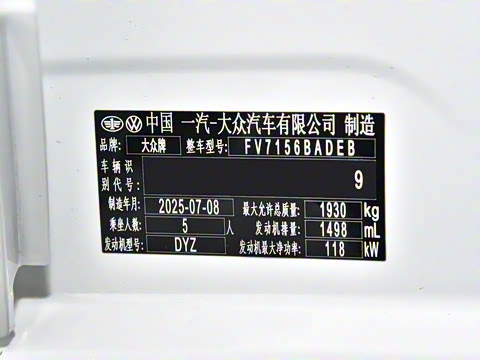 中国 一汽-大众汽车有限公司 制造
品牌: 大众牌 整车型号: FV7156BADEB
车辆识别代号: 9
制造年月: 2025-07-08 最大允许总质量: 1930 kg
乘坐人数: 5 人 发动机排量: 1498 mL
发动机型号: DYZ 发动机最大净功率: 118 kW